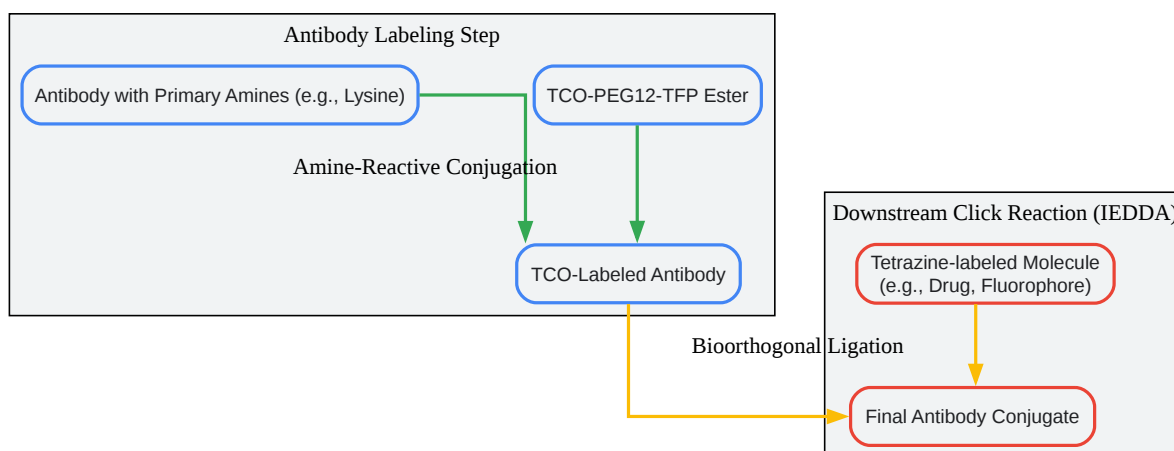 Antibody Labeling Step
Antibody with Primary Amines (e.g., Lysine)
TCO-PEG12-TFP Ester
Amine-Reactive Conjugation
TCO-Labeled Antibody
Downstream Click Reaction (IEDDA)
Tetrazine-labeled Molecule
(e.g., Drug, Fluorophore)
Bioorthogonal Ligation
Final Antibody Conjugate